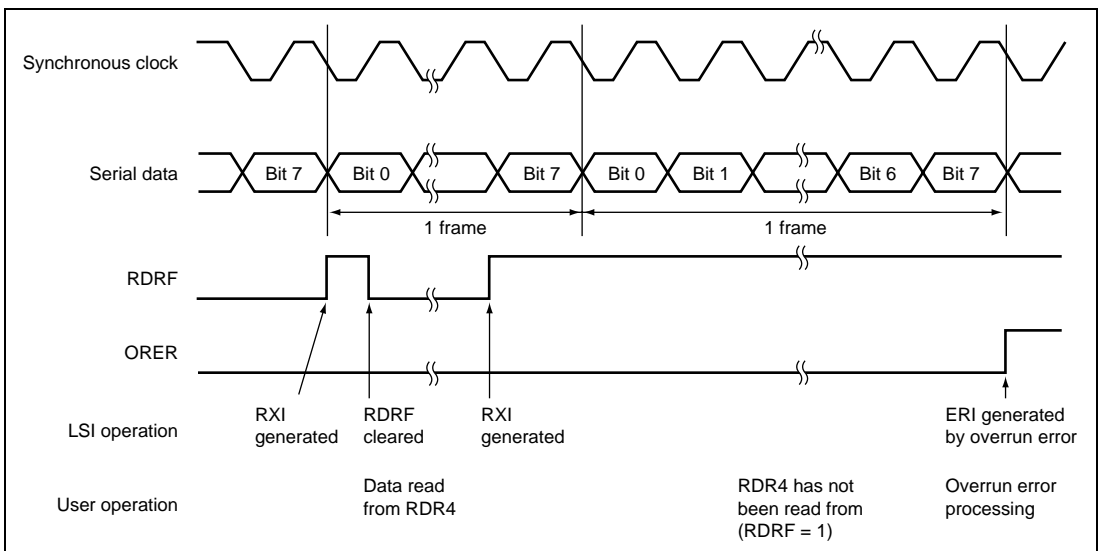 Synchronous clock
Serial data
Bit 7
Bit 0
Bit 7
Bit 0
Bit 1
Bit 6
Bit 7
1 frame
1 frame
RDRF
ORER
LSI operation
RXI
generated
RDRF
cleared
RXI
generated
ERI generated
by overrun error
User operation
Data read
from RDR4
RDR4 has not
been read from
(RDRF = 1)
Overrun error
processing